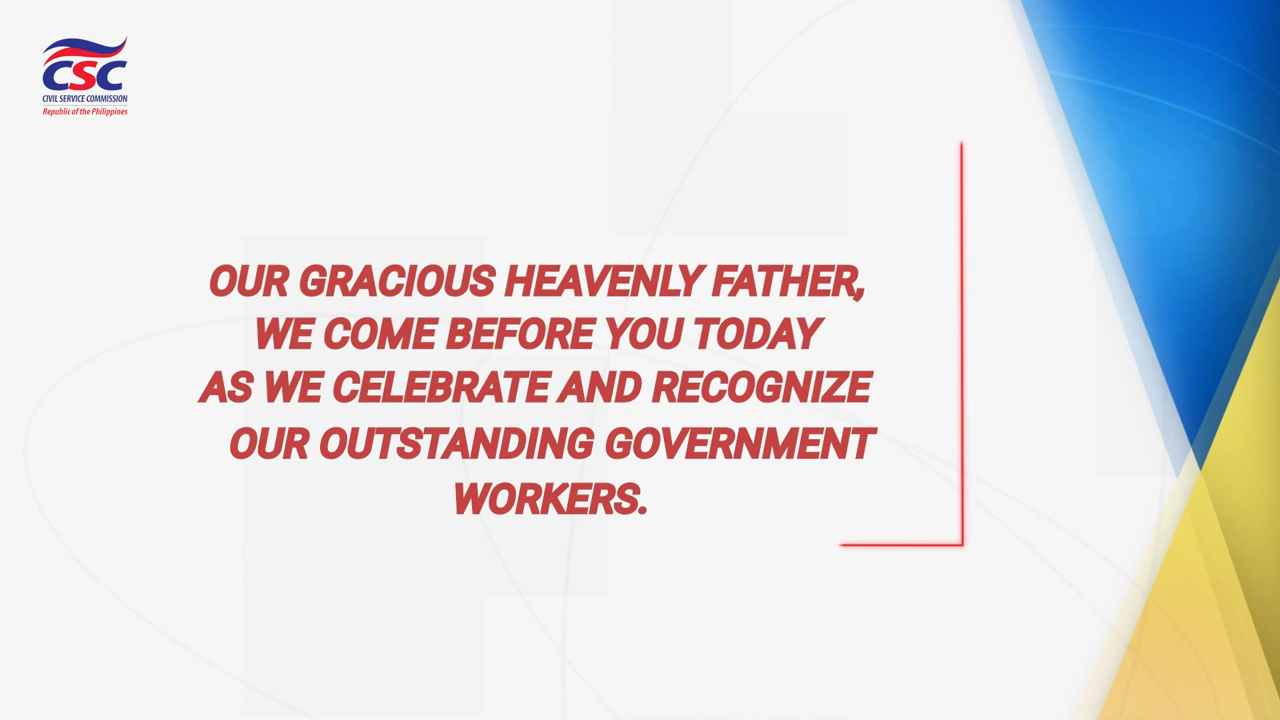 CSC
CIVIL SERVICE COMMISSION
Republic of the Philippines
OUR GRACIOUS HEAVENLY FATHER,
WE COME BEFORE YOU TODAY
AS WE CELEBRATE AND RECOGNIZE
OUR OUTSTANDING GOVERNMENT
WORKERS.